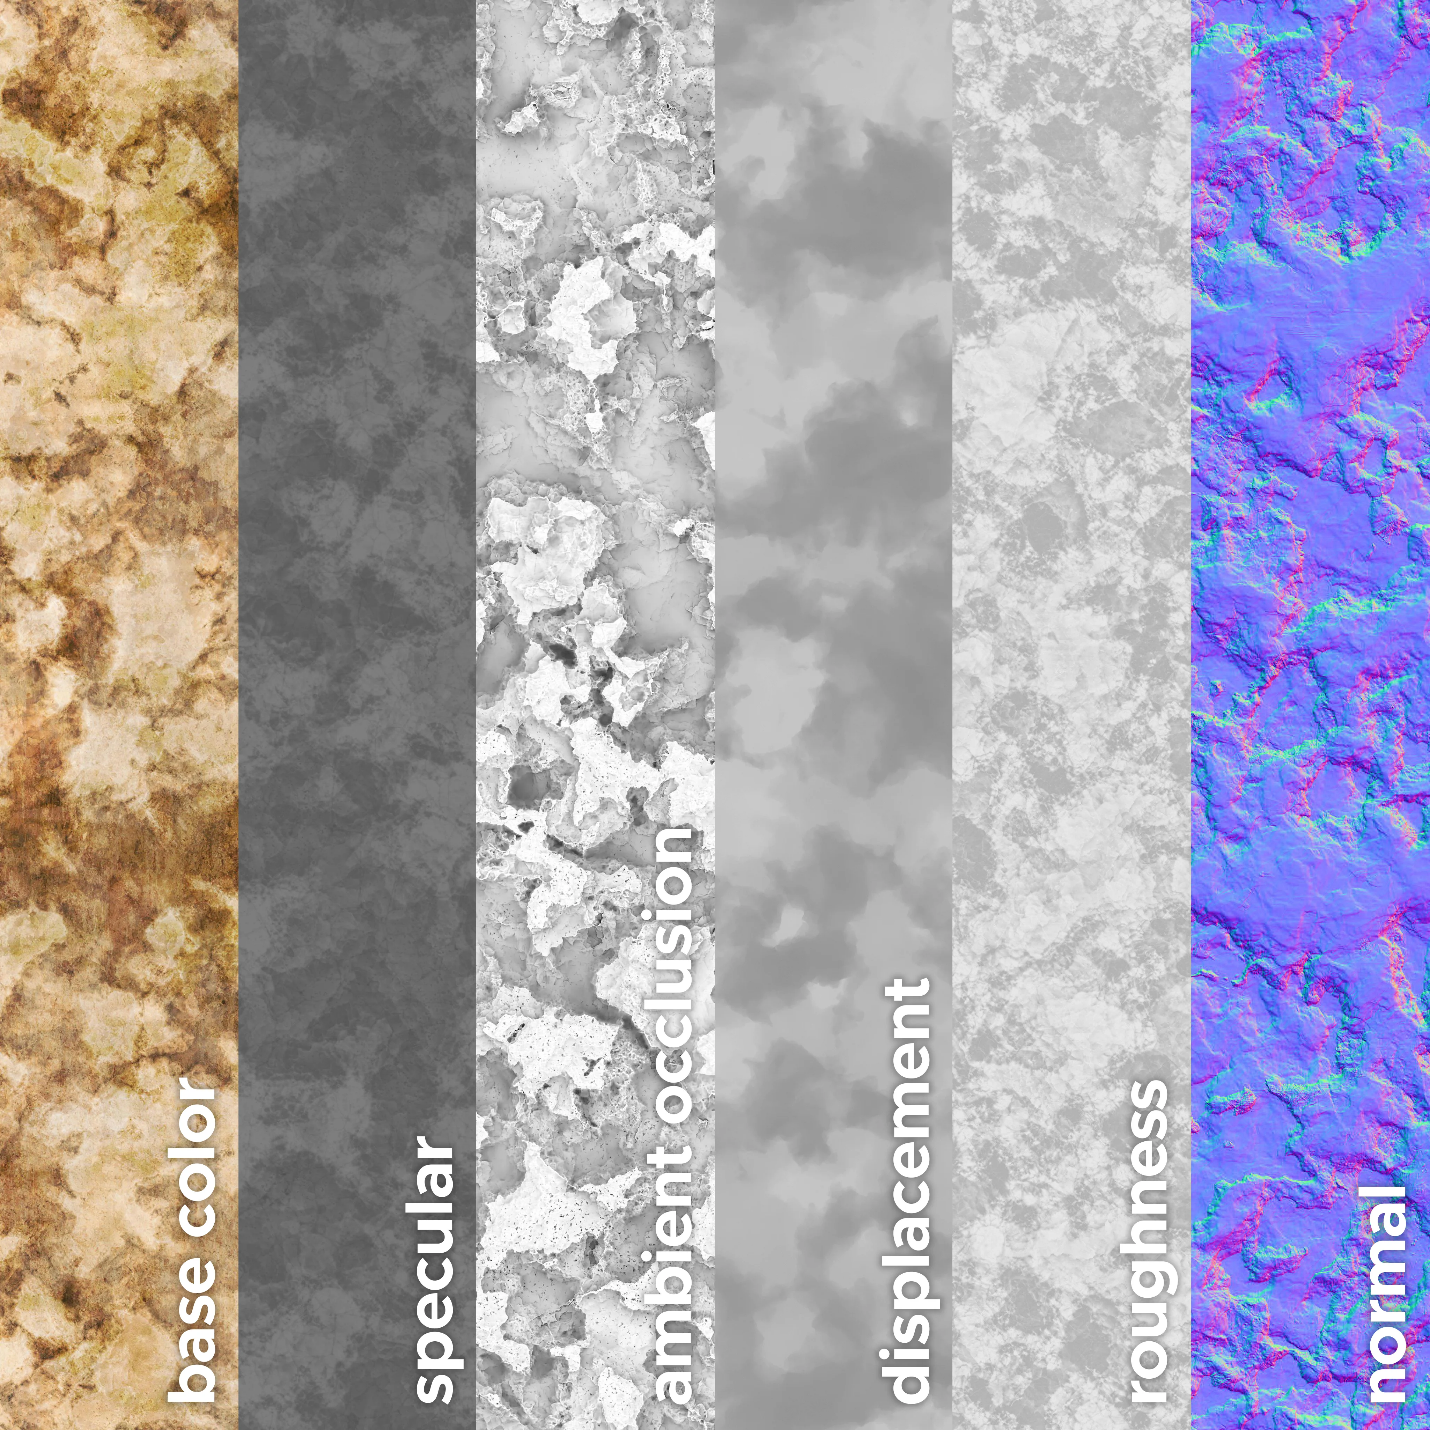 base color
specular
ambient occlusion
displacement
roughness
normal